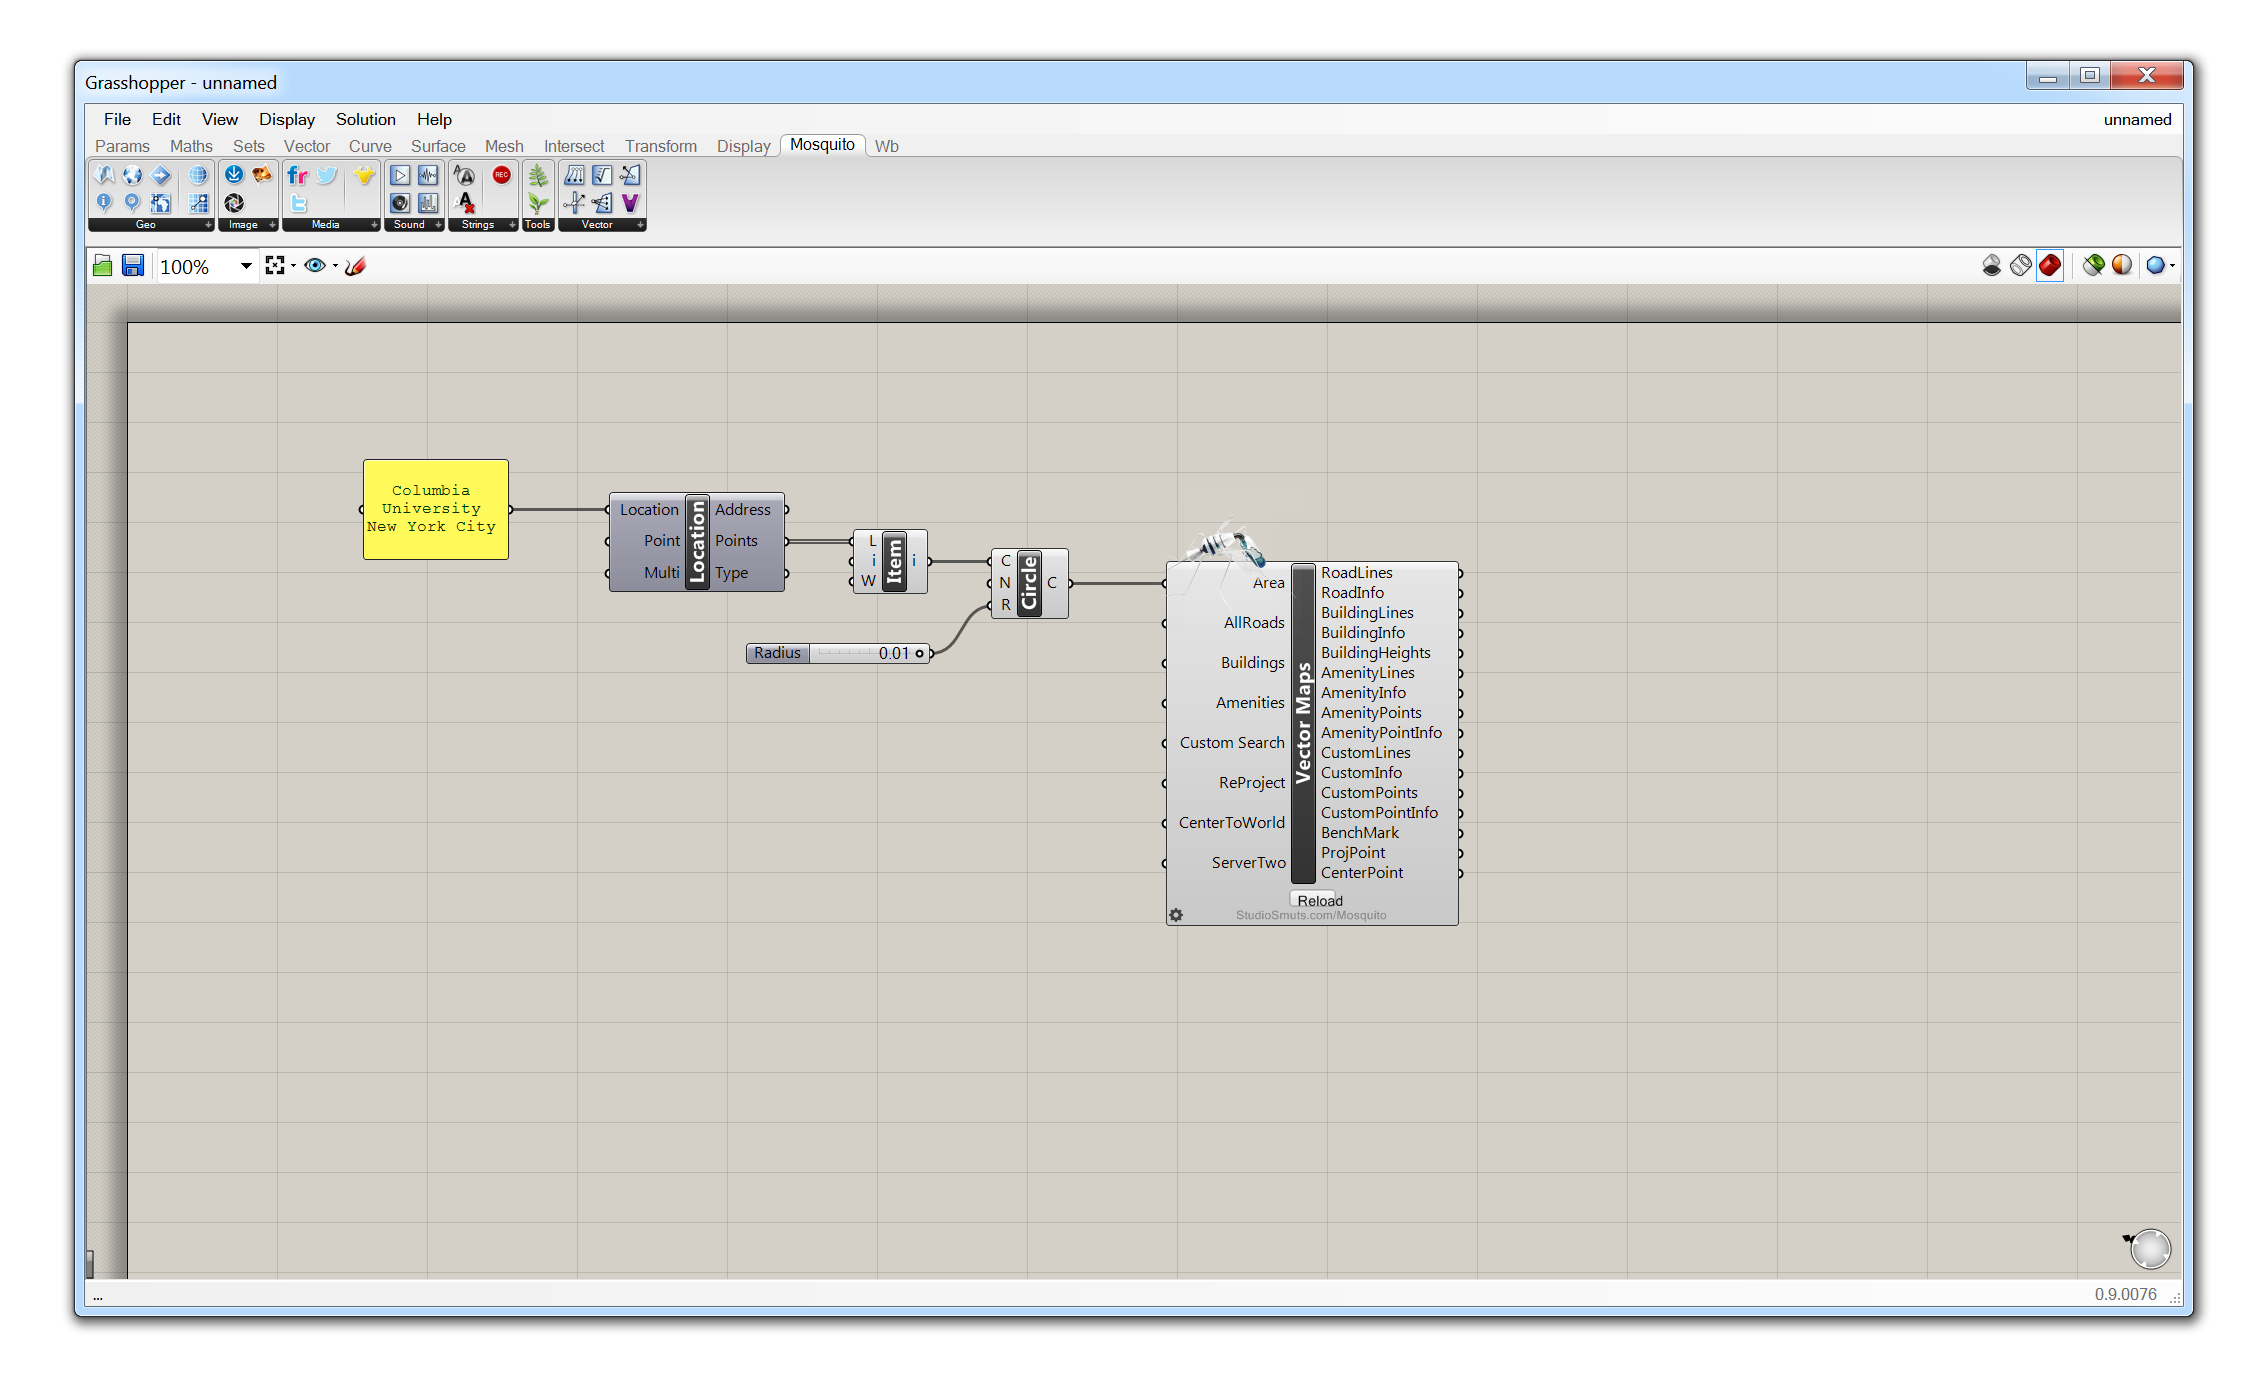 Grasshopper - unnamed
File Edit View Display Solution Help unnamed
Params Maths Sets Vector Curve Surface Mesh Intersect Transform Display Mosquito Wb
REC
Geo Image Media Sound Strings Tools Vector
100%
Columbia
University
New York City
Location Location Address
Point Points
Multi Type
L Item i
i
W
C Circle C
N
R
Radius 0.01
Area Vector Maps RoadLines
RoadInfo
AllRoads BuildingLines
BuildingInfo
Buildings BuildingHeights
AmenityLines
Amenities AmenityInfo
AmenityPoints
Custom Search AmenityPointInfo
CustomLines
ReProject CustomInfo
CustomPoints
CenterToWorld CustomPointInfo
BenchMark
ServerTwo ProjPoint
CenterPoint
Reload
StudioSmuts.com/Mosquito
... 0.9.0076